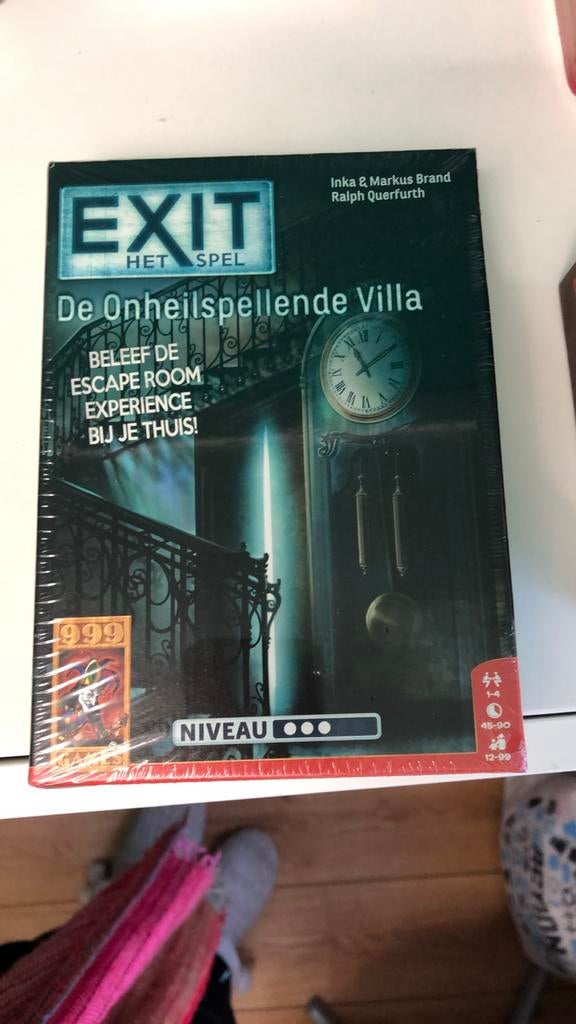 Inka & Markus Brand
Ralph Querfurth
EXIT
HET SPEL
De Onheilspellende Villa
BELEEF DE
ESCAPE ROOM
EXPERIENCE
BIJ JE THUIS!
999
GAMES
NIVEAU
1-4
45-90
12-99